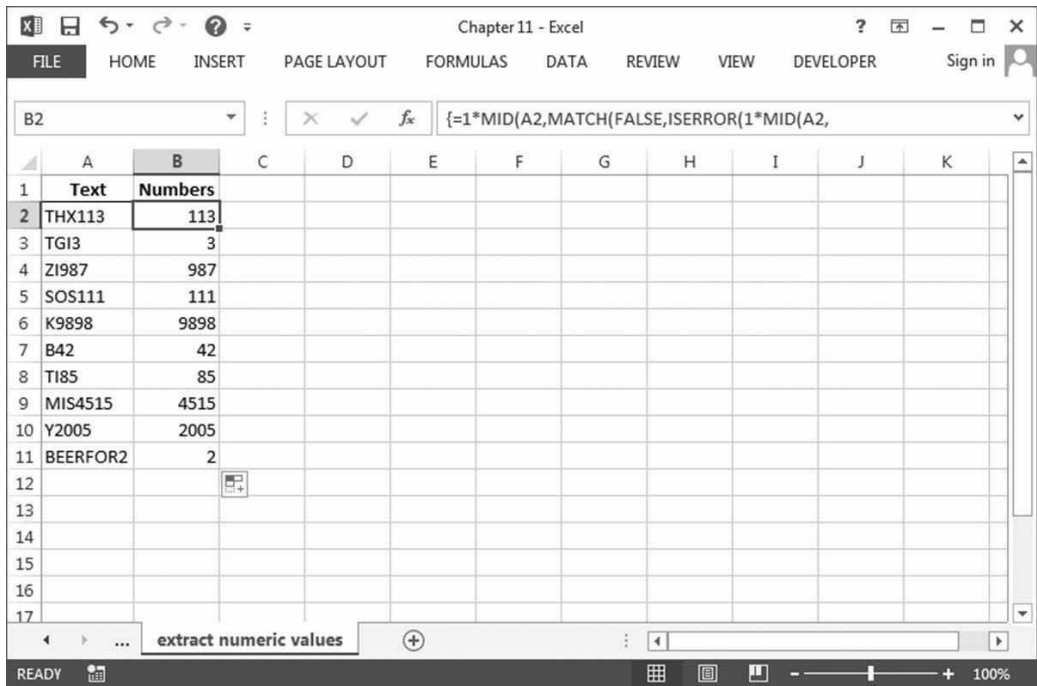 Chapter 11 - Excel
FILE HOME INSERT PAGE LAYOUT FORMULAS DATA REVIEW VIEW DEVELOPER Sign in
B2 fx {=1*MID(A2,MATCH(FALSE,ISERROR(1*MID(A2,
A B C D E F G H I J K
1 Text Numbers
2 THX113 113
3 TGI3 3
4 ZI987 987
5 SOS111 111
6 K9898 9898
7 B42 42
8 TI85 85
9 MIS4515 4515
10 Y2005 2005
11 BEERFOR2 2
12
13
14
15
16
17
... extract numeric values
READY 100%